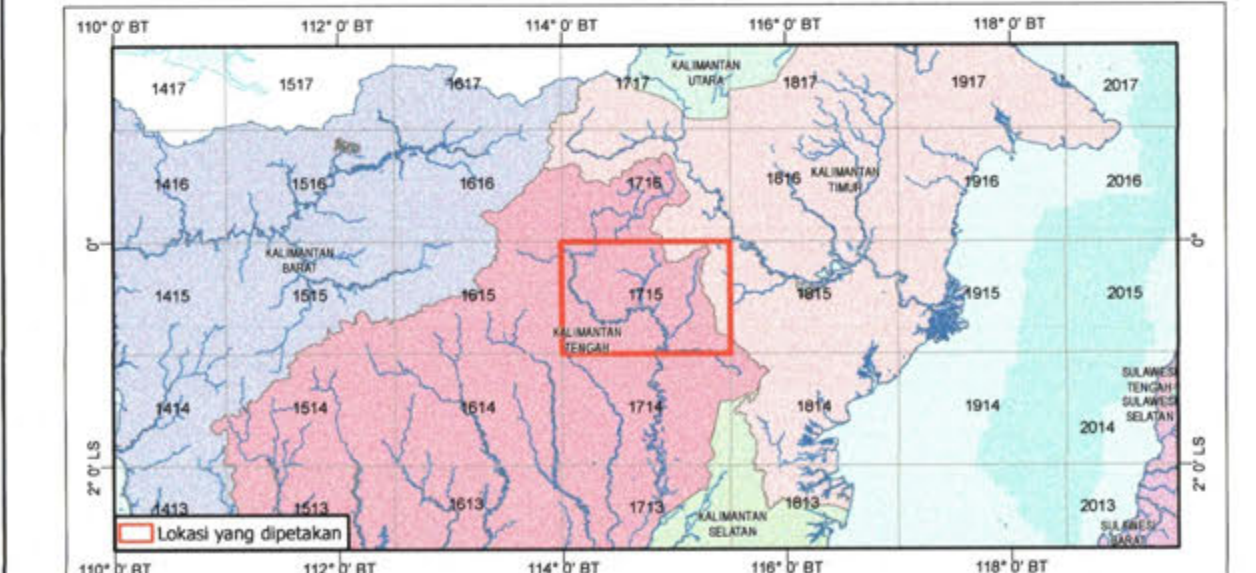 110° 0' BT 112° 0' BT 114° 0' BT 116° 0' BT 118° 0' BT
KALIMANTAN
UTARA
1417 1517 1617 1717 1817 1917 2017
1416 1516 1616 1716 1816 1916 2016
KALIMANTAN
TIMUR
0° 0°
KALIMANTAN
BARAT
1415 1515 1615 1715 1815 1915 2015
KALIMANTAN
TENGAH
SULAWESI
TENGAH
SULAWESI
SELATAN
1414 1514 1614 1714 1814 1914 2014
2° 0' LS 2° 0' LS
1413 1513 1613 1713 1813 2013
KALIMANTAN
SELATAN
SULAWESI
BARAT
Lokasi yang dipetakan
110° 0' BT 112° 0' BT 114° 0' BT 116° 0' BT 118° 0' BT